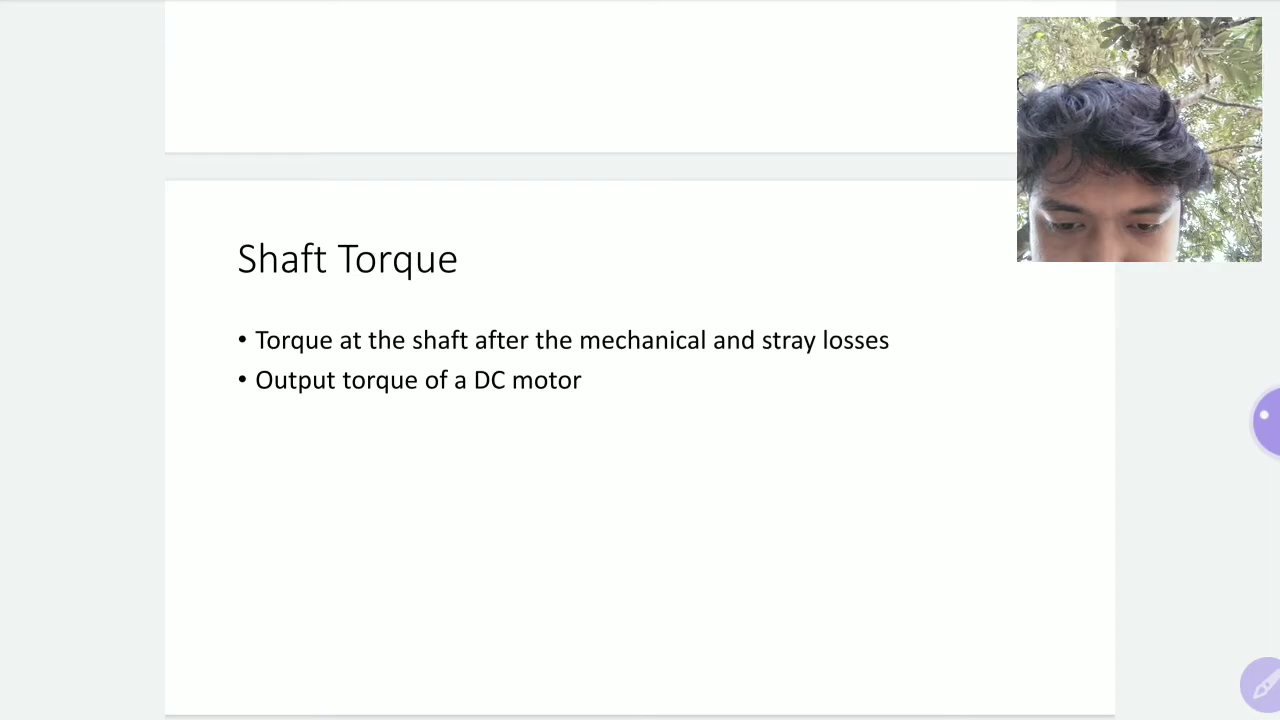 Shaft Torque
• Torque at the shaft after the mechanical and stray losses
• Output torque of a DC motor